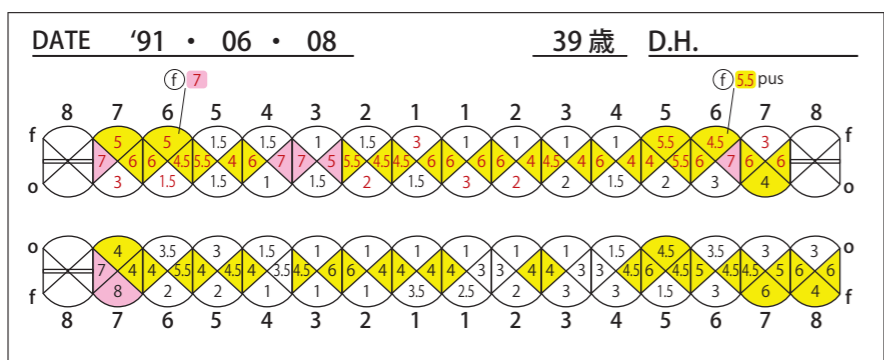 DATE '91 ・ 06 ・ 08 39 歳 D.H.
f 7 f 5.5 pus
8 7 6 5 4 3 2 1 1 2 3 4 5 6 7 8
f 5 5 1.5 1.5 1 1.5 3 1 1 1 1 5.5 4.5 3 f
7 6 6 4.5 5.5 4 6 7 7 5 5.5 4.5 4.5 6 6 6 6 4 4.5 4 6 4 4 5.5 6 7 6 6
o 3 1.5 1.5 1 1.5 2 1.5 3 2 2 1.5 2 3 4 o
o 4 3.5 3 1.5 1 1 1 1 1 1 1.5 4.5 3.5 3 3 o
7 4 4 5.5 4 4.5 4 3.5 4.5 6 6 4 4 4 4 3 3 4 4 3 3 4.5 6 4.5 5 4.5 4.5 5 6 6
f 8 2 2 1 1 1 3.5 2.5 2 3 3 1.5 3 6 4 f
8 7 6 5 4 3 2 1 1 2 3 4 5 6 7 8